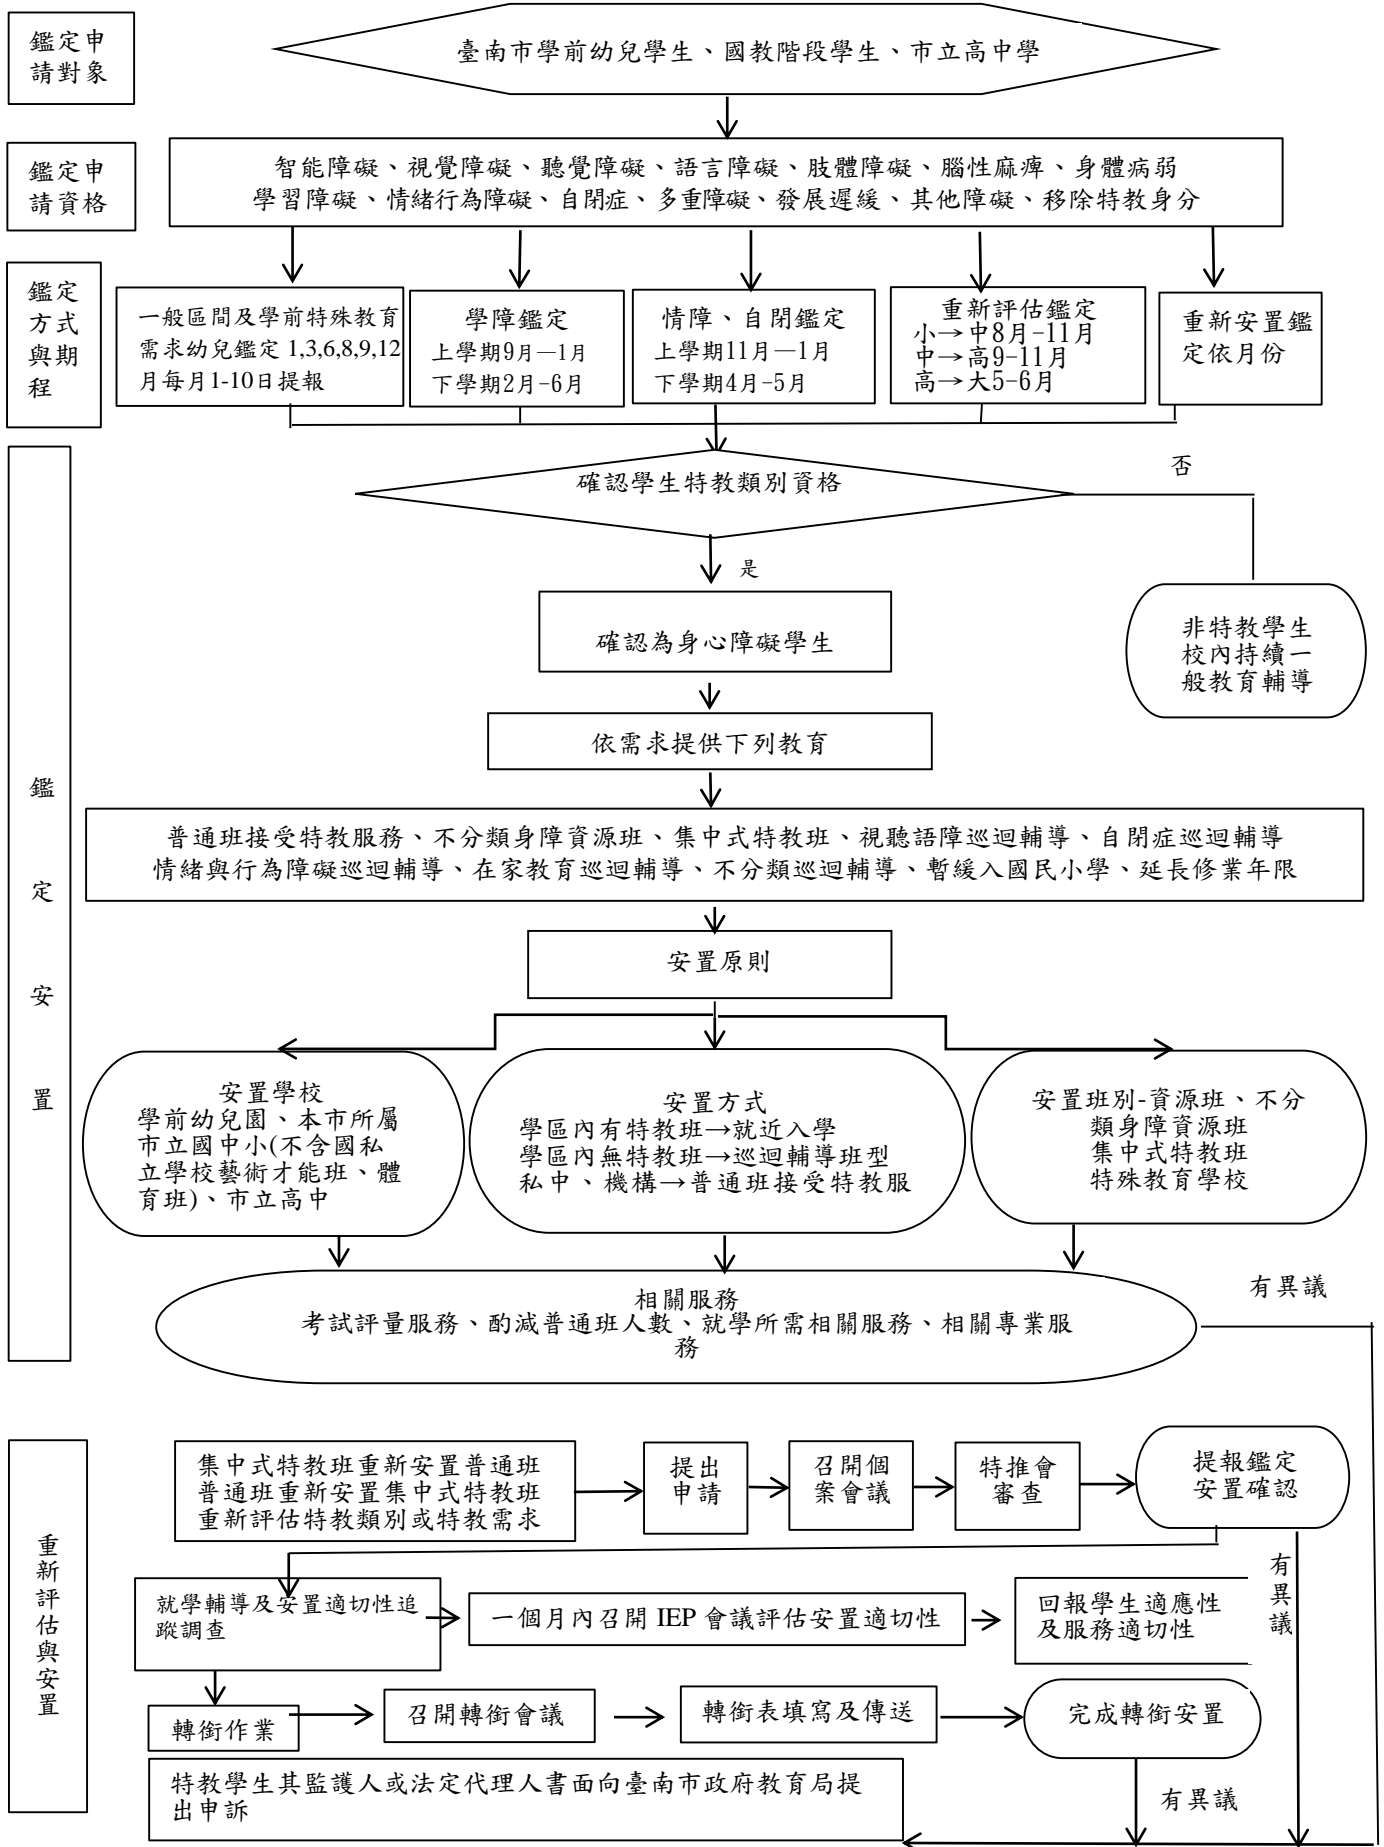 鑑定申
請對象
臺南市學前幼兒學生、國教階段學生、市立高中學
鑑定申
請資格
智能障礙、視覺障礙、聽覺障礙、語言障礙、肢體障礙、腦性麻痺、身體病弱
學習障礙、情緒行為障礙、自閉症、多重障礙、發展遲緩、其他障礙、移除特教身分
鑑定
方式
與期
程
一般區間及學前特殊教育
需求幼兒鑑定 1,3,6,8,9,12
月每月1-10日提報
學障鑑定
上學期9月—1月
下學期2月-6月
情障、自閉鑑定
上學期11月—1月
下學期4月-5月
重新評估鑑定
小→中8月-11月
中→高9-11月
高→大5-6月
重新安置鑑
定依月份
鑑定安置
確認學生特教類別資格
否
是
確認為身心障礙學生
非特教學生
校內持續一
般教育輔導
依需求提供下列教育
普通班接受特教服務、不分類身障資源班、集中式特教班、視聽語障巡迴輔導、自閉症巡迴輔導
情緒與行為障礙巡迴輔導、在家教育巡迴輔導、不分類巡迴輔導、暫緩入國民小學、延長修業年限
安置原則
安置學校
學前幼兒園、本市所屬
市立國中小(不含國私
立學校藝術才能班、體
育班)、市立高中
安置方式
學區內有特教班→就近入學
學區內無特教班→巡迴輔導班型
私中、機構→普通班接受特教服
安置班別-資源班、不分
類身障資源班
集中式特教班
特殊教育學校
相關服務
考試評量服務、酌減普通班人數、就學所需相關服務、相關專業服
務
有異議
重新評估與安置
集中式特教班重新安置普通班
普通班重新安置集中式特教班
重新評估特教類別或特教需求
提出
申請
召開個
案會議
特推會
審查
提報鑑定
安置確認
有異議
就學輔導及安置適切性追
蹤調查
一個月內召開 IEP 會議評估安置適切性
回報學生適應性
及服務適切性
轉銜作業
召開轉銜會議
轉銜表填寫及傳送
完成轉銜安置
特教學生其監護人或法定代理人書面向臺南市政府教育局提
出申訴
有異議